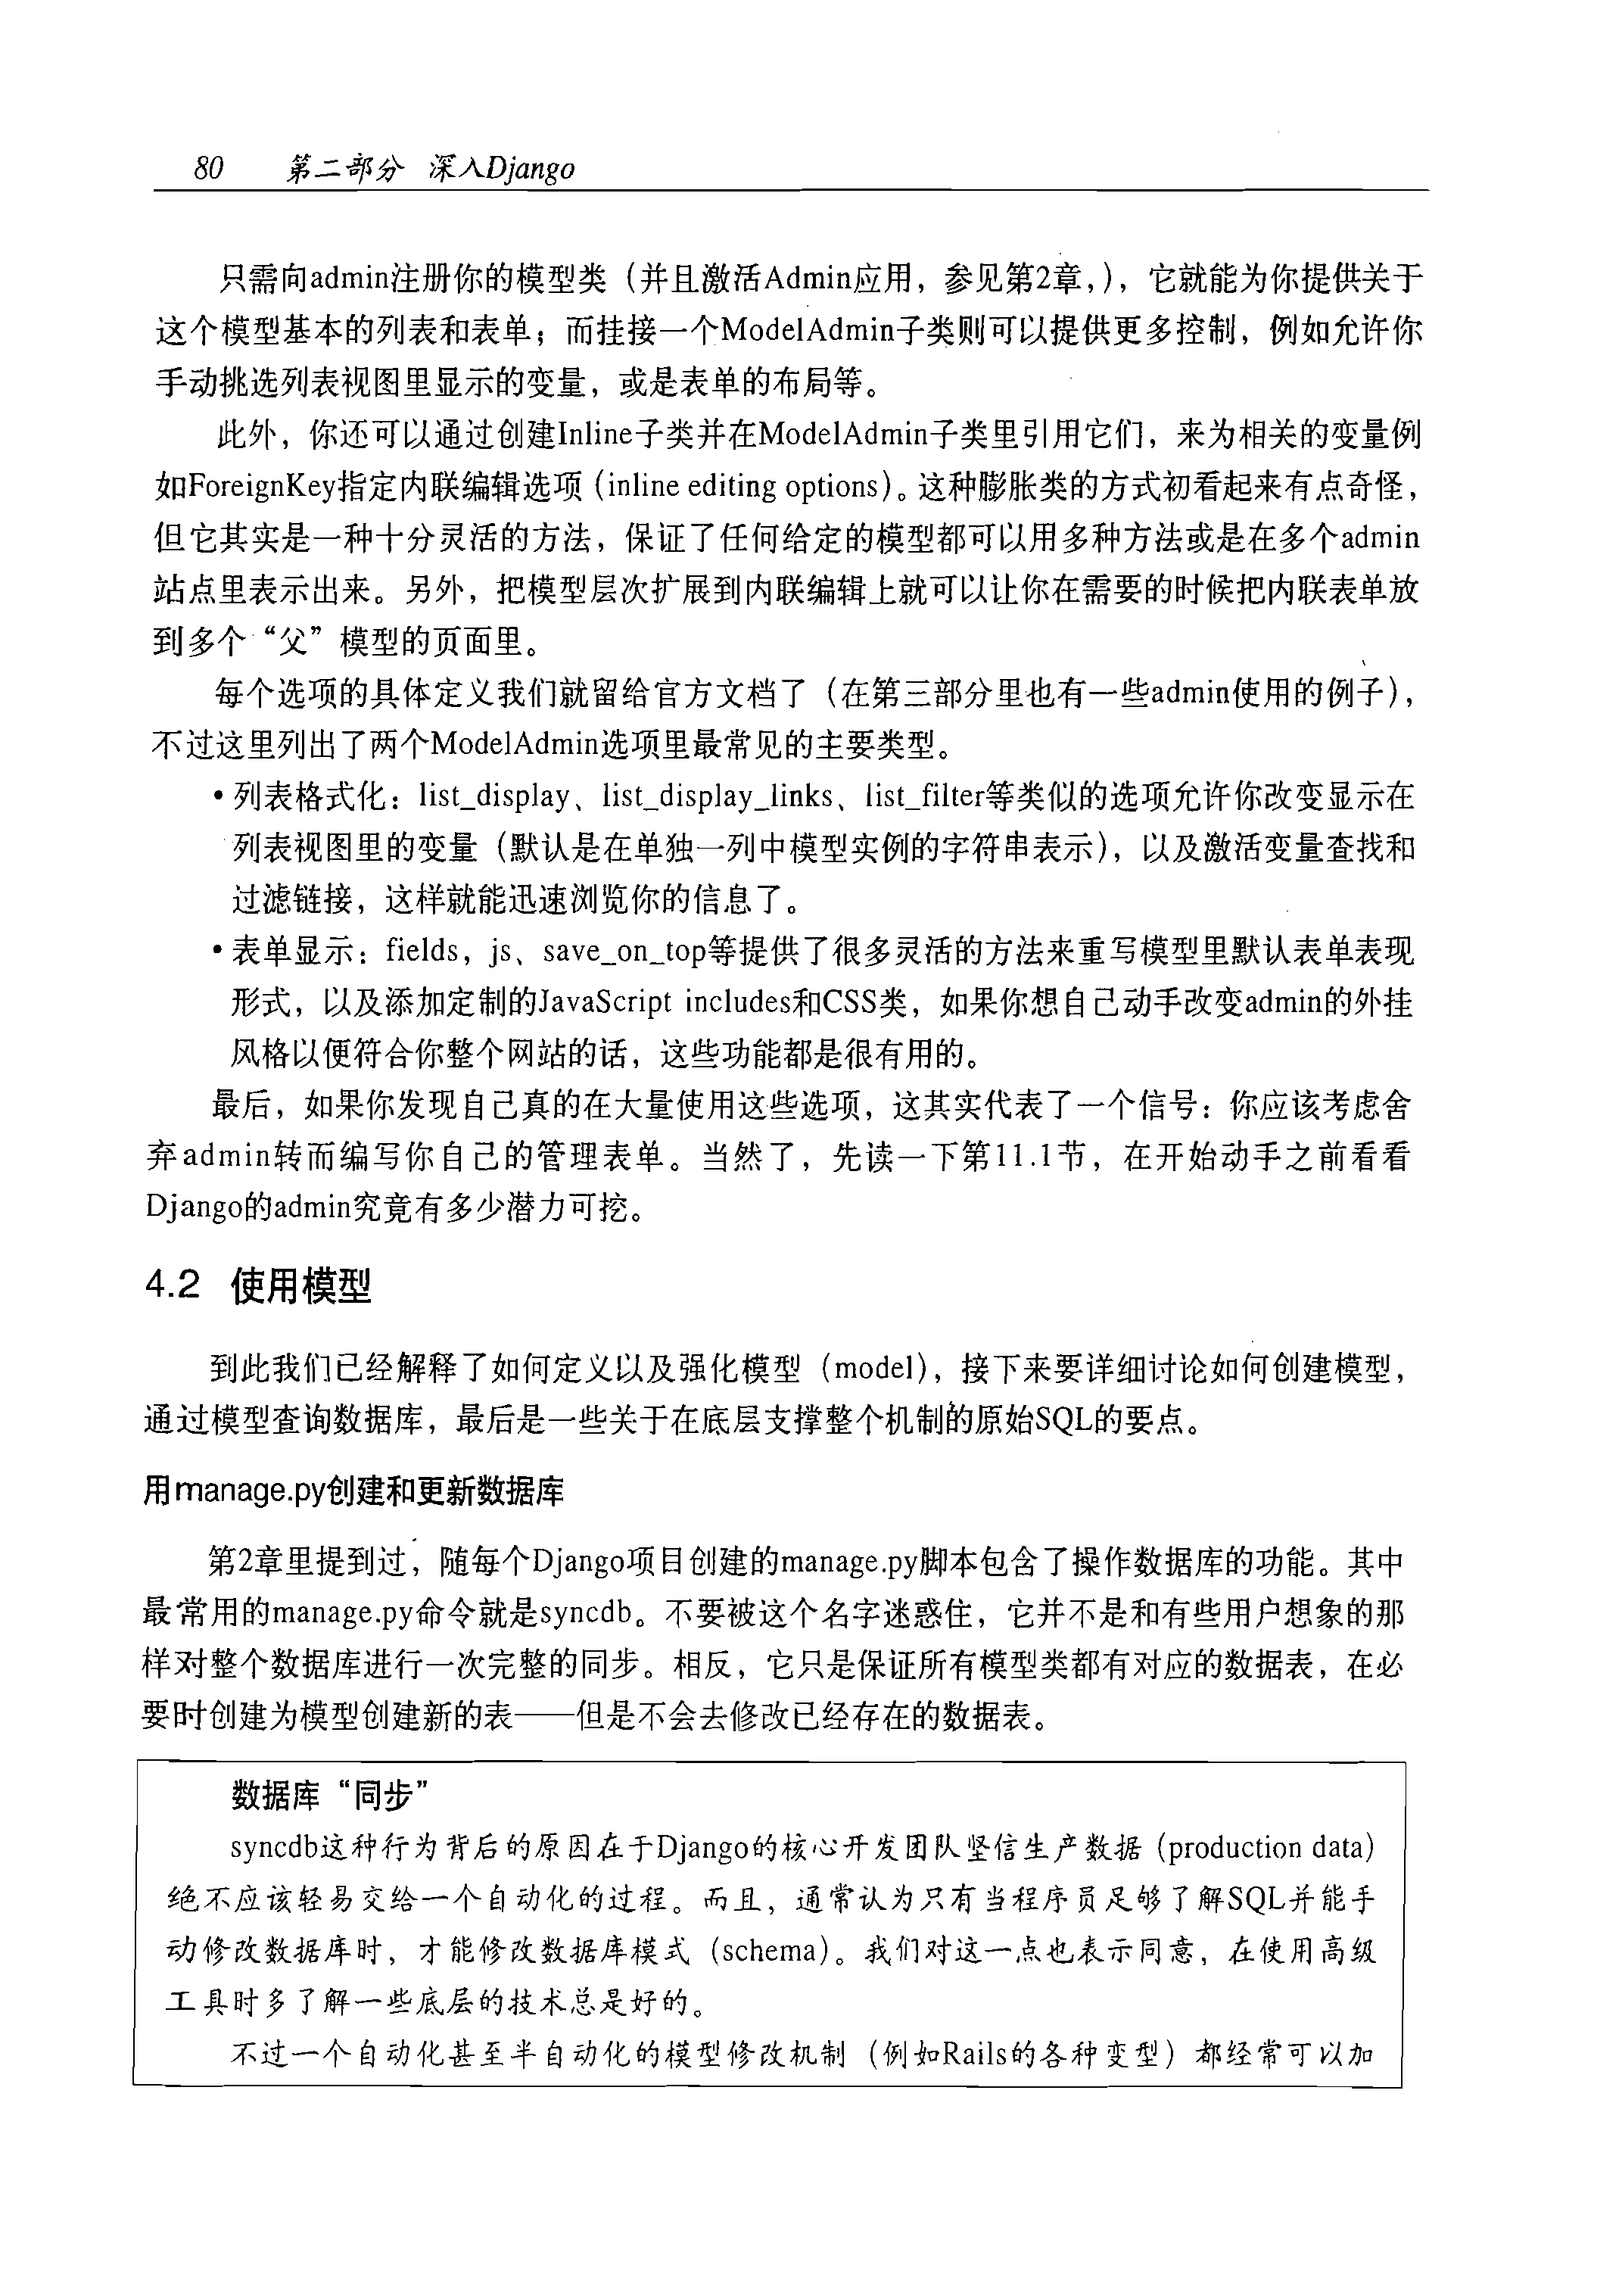 80 第二部分 深入Django
只需向admin注册你的模型类（并且激活Admin应用，参见第2章，），它就能为你提供关于
这个模型基本的列表和表单；而挂接一个ModelAdmin子类则可以提供更多控制，例如允许你
手动挑选列表视图里显示的变量，或是表单的布局等。
此外，你还可以通过创建Inline子类并在ModelAdmin子类里引用它们，来为相关的变量例
如ForeignKey指定内联编辑选项（inline editing options）。这种膨胀类的方式初看起来有点奇怪，
但它其实是一种十分灵活的方法，保证了任何给定的模型都可以用多种方法或是在多个admin
站点里表示出来。另外，把模型层次扩展到内联编辑上就可以让你在需要的时候把内联表单放
到多个“父”模型的页面里。
每个选项的具体定义我们就留给官方文档了（在第三部分里也有一些admin使用的例子），
不过这里列出了两个ModelAdmin选项里最常见的主要类型。
•列表格式化：list_display、list_display_links、list_filter等类似的选项允许你改变显示在
列表视图里的变量（默认是在单独一列中模型实例的字符串表示），以及激活变量查找和
过滤链接，这样就能迅速浏览你的信息了。
•表单显示：fields，js、save_on_top等提供了很多灵活的方法来重写模型里默认表单表现
形式，以及添加定制的JavaScript includes和CSS类，如果你想自己动手改变admin的外挂
风格以便符合你整个网站的话，这些功能都是很有用的。
最后，如果你发现自己真的在大量使用这些选项，这其实代表了一个信号：你应该考虑舍
弃admin转而编写你自己的管理表单。当然了，先读一下第11.1节，在开始动手之前看看
Django的admin究竟有多少潜力可挖。
4.2 使用模型
到此我们已经解释了如何定义以及强化模型（model），接下来要详细讨论如何创建模型，
通过模型查询数据库，最后是一些关于在底层支撑整个机制的原始SQL的要点。
用manage.py创建和更新数据库
第2章里提到过，随每个Django项目创建的manage.py脚本包含了操作数据库的功能。其中
最常用的manage.py命令就是syncdb。不要被这个名字迷惑住，它并不是和有些用户想象的那
样对整个数据库进行一次完整的同步。相反，它只是保证所有模型类都有对应的数据表，在必
要时创建为模型创建新的表——但是不会去修改已经存在的数据表。
数据库“同步”
syncdb这种行为背后的原因在于Django的核心开发团队坚信生产数据（production data）
绝不应该轻易交给一个自动化的过程。而且，通常认为只有当程序员足够了解SQL并能手
动修改数据库时，才能修改数据库模式（schema）。我们对这一点也表示同意，在使用高级
工具时多了解一些底层的技术总是好的。
不过一个自动化甚至半自动化的模型修改机制（例如Rails的各种变型）都经常可以加